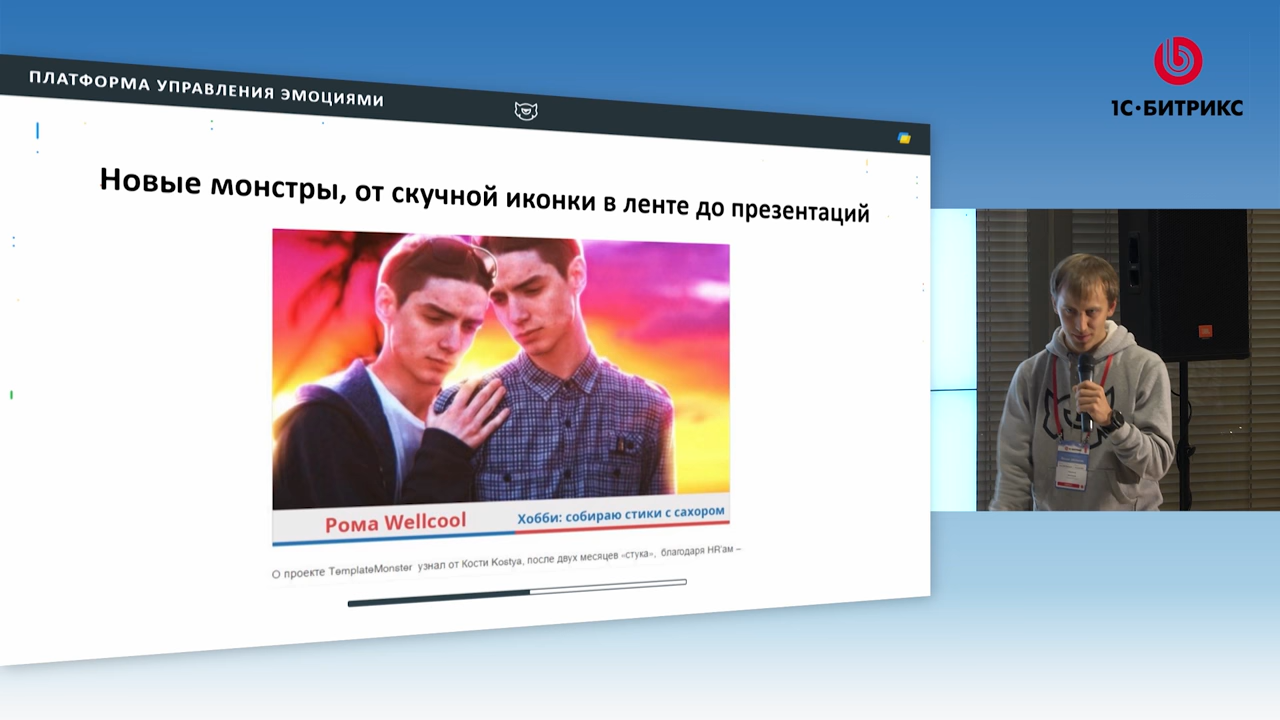 ПЛАТФОРМА УПРАВЛЕНИЯ ЭМОЦИЯМИ
1С·БИТРИКС
Новые монстры, от скучной иконки в ленте до презентаций
Рома Wellcool
Хобби: собираю стики с сахором
О проекте TemplateMonster узнал от Кости Kostya, после двух месяцев «стука», благодаря HR'ам –